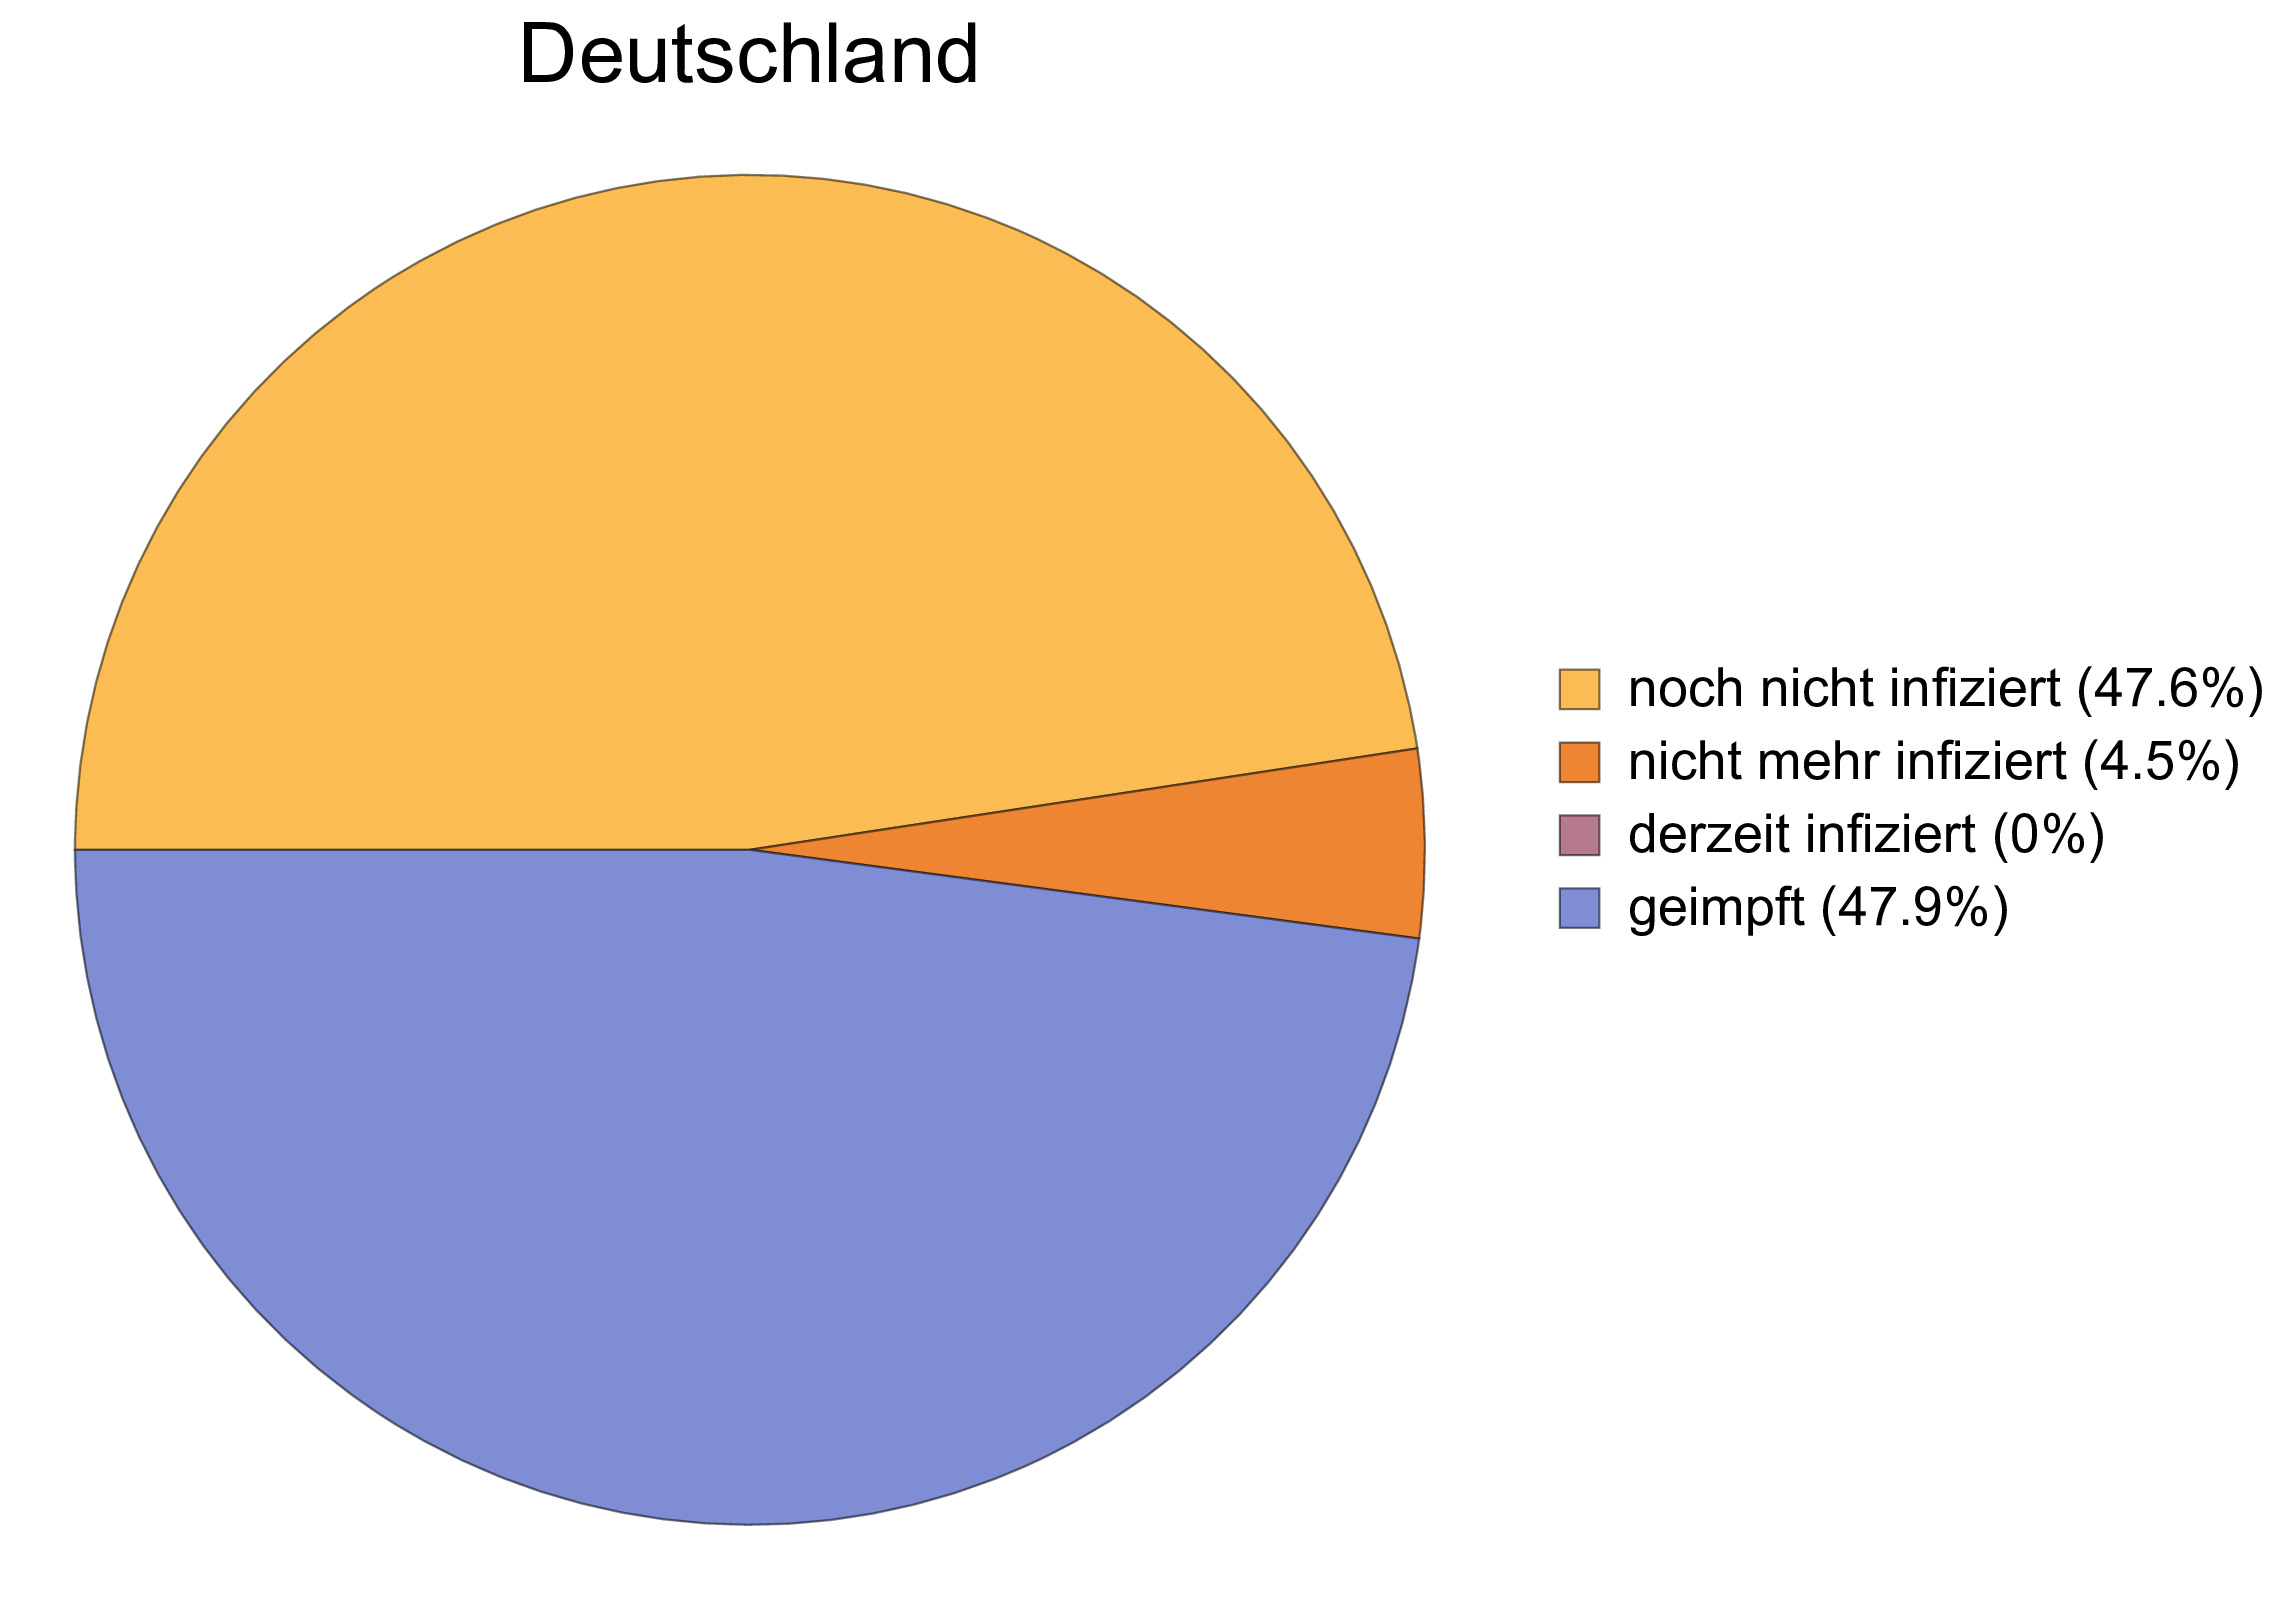 Deutschland
noch nicht infiziert (47.6%)
nicht mehr infiziert (4.5%)
derzeit infiziert (0%)
geimpft (47.9%)